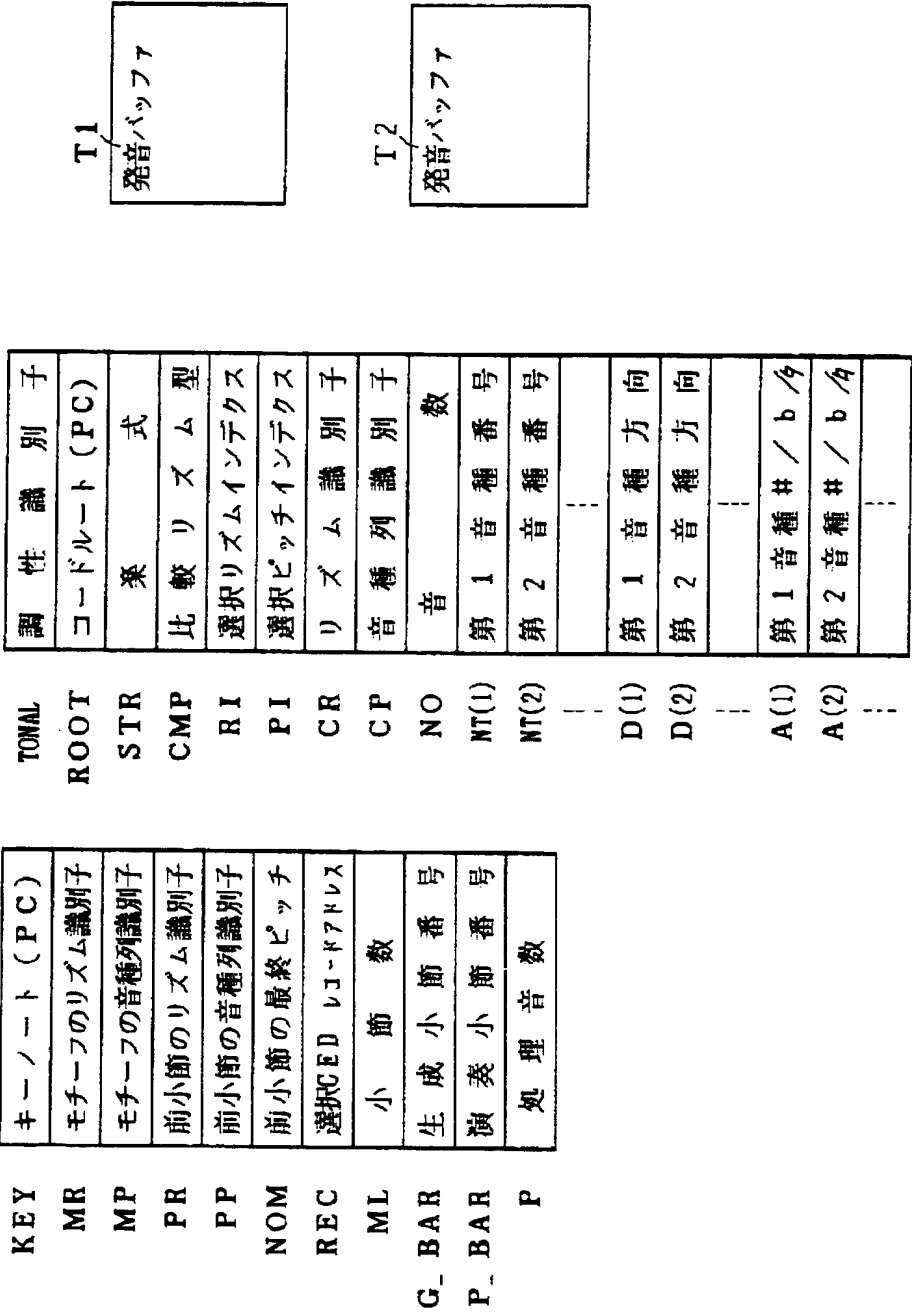 KEY キーノート(PC)
MR モチーフのリズム識別子
MP モチーフの音種列識別子
PR 前小節のリズム識別子
PP 前小節の音種列識別子
NOM 前小節の最終ピッチ
REC 選択CED レコードアドレス
ML 小節数
G_BAR 生成小節番号
P_BAR 演奏小節番号
P 処理音数
TONAL 調性識別子
ROOT コードルート(PC)
STR 楽式
CMP 比較リズム型
RI 選択リズムインデクス
PI 選択ピッチインデクス
CR リズム識別子
CP 音種列識別子
NO 音数
NT(1) 第1音種番号
NT(2) 第2音種番号
D(1) 第1音種方向
D(2) 第2音種方向
A(1) 第1音種#/b/♮
A(2) 第2音種#/b/♮
T1
発音バッファ
T2
発音バッファ